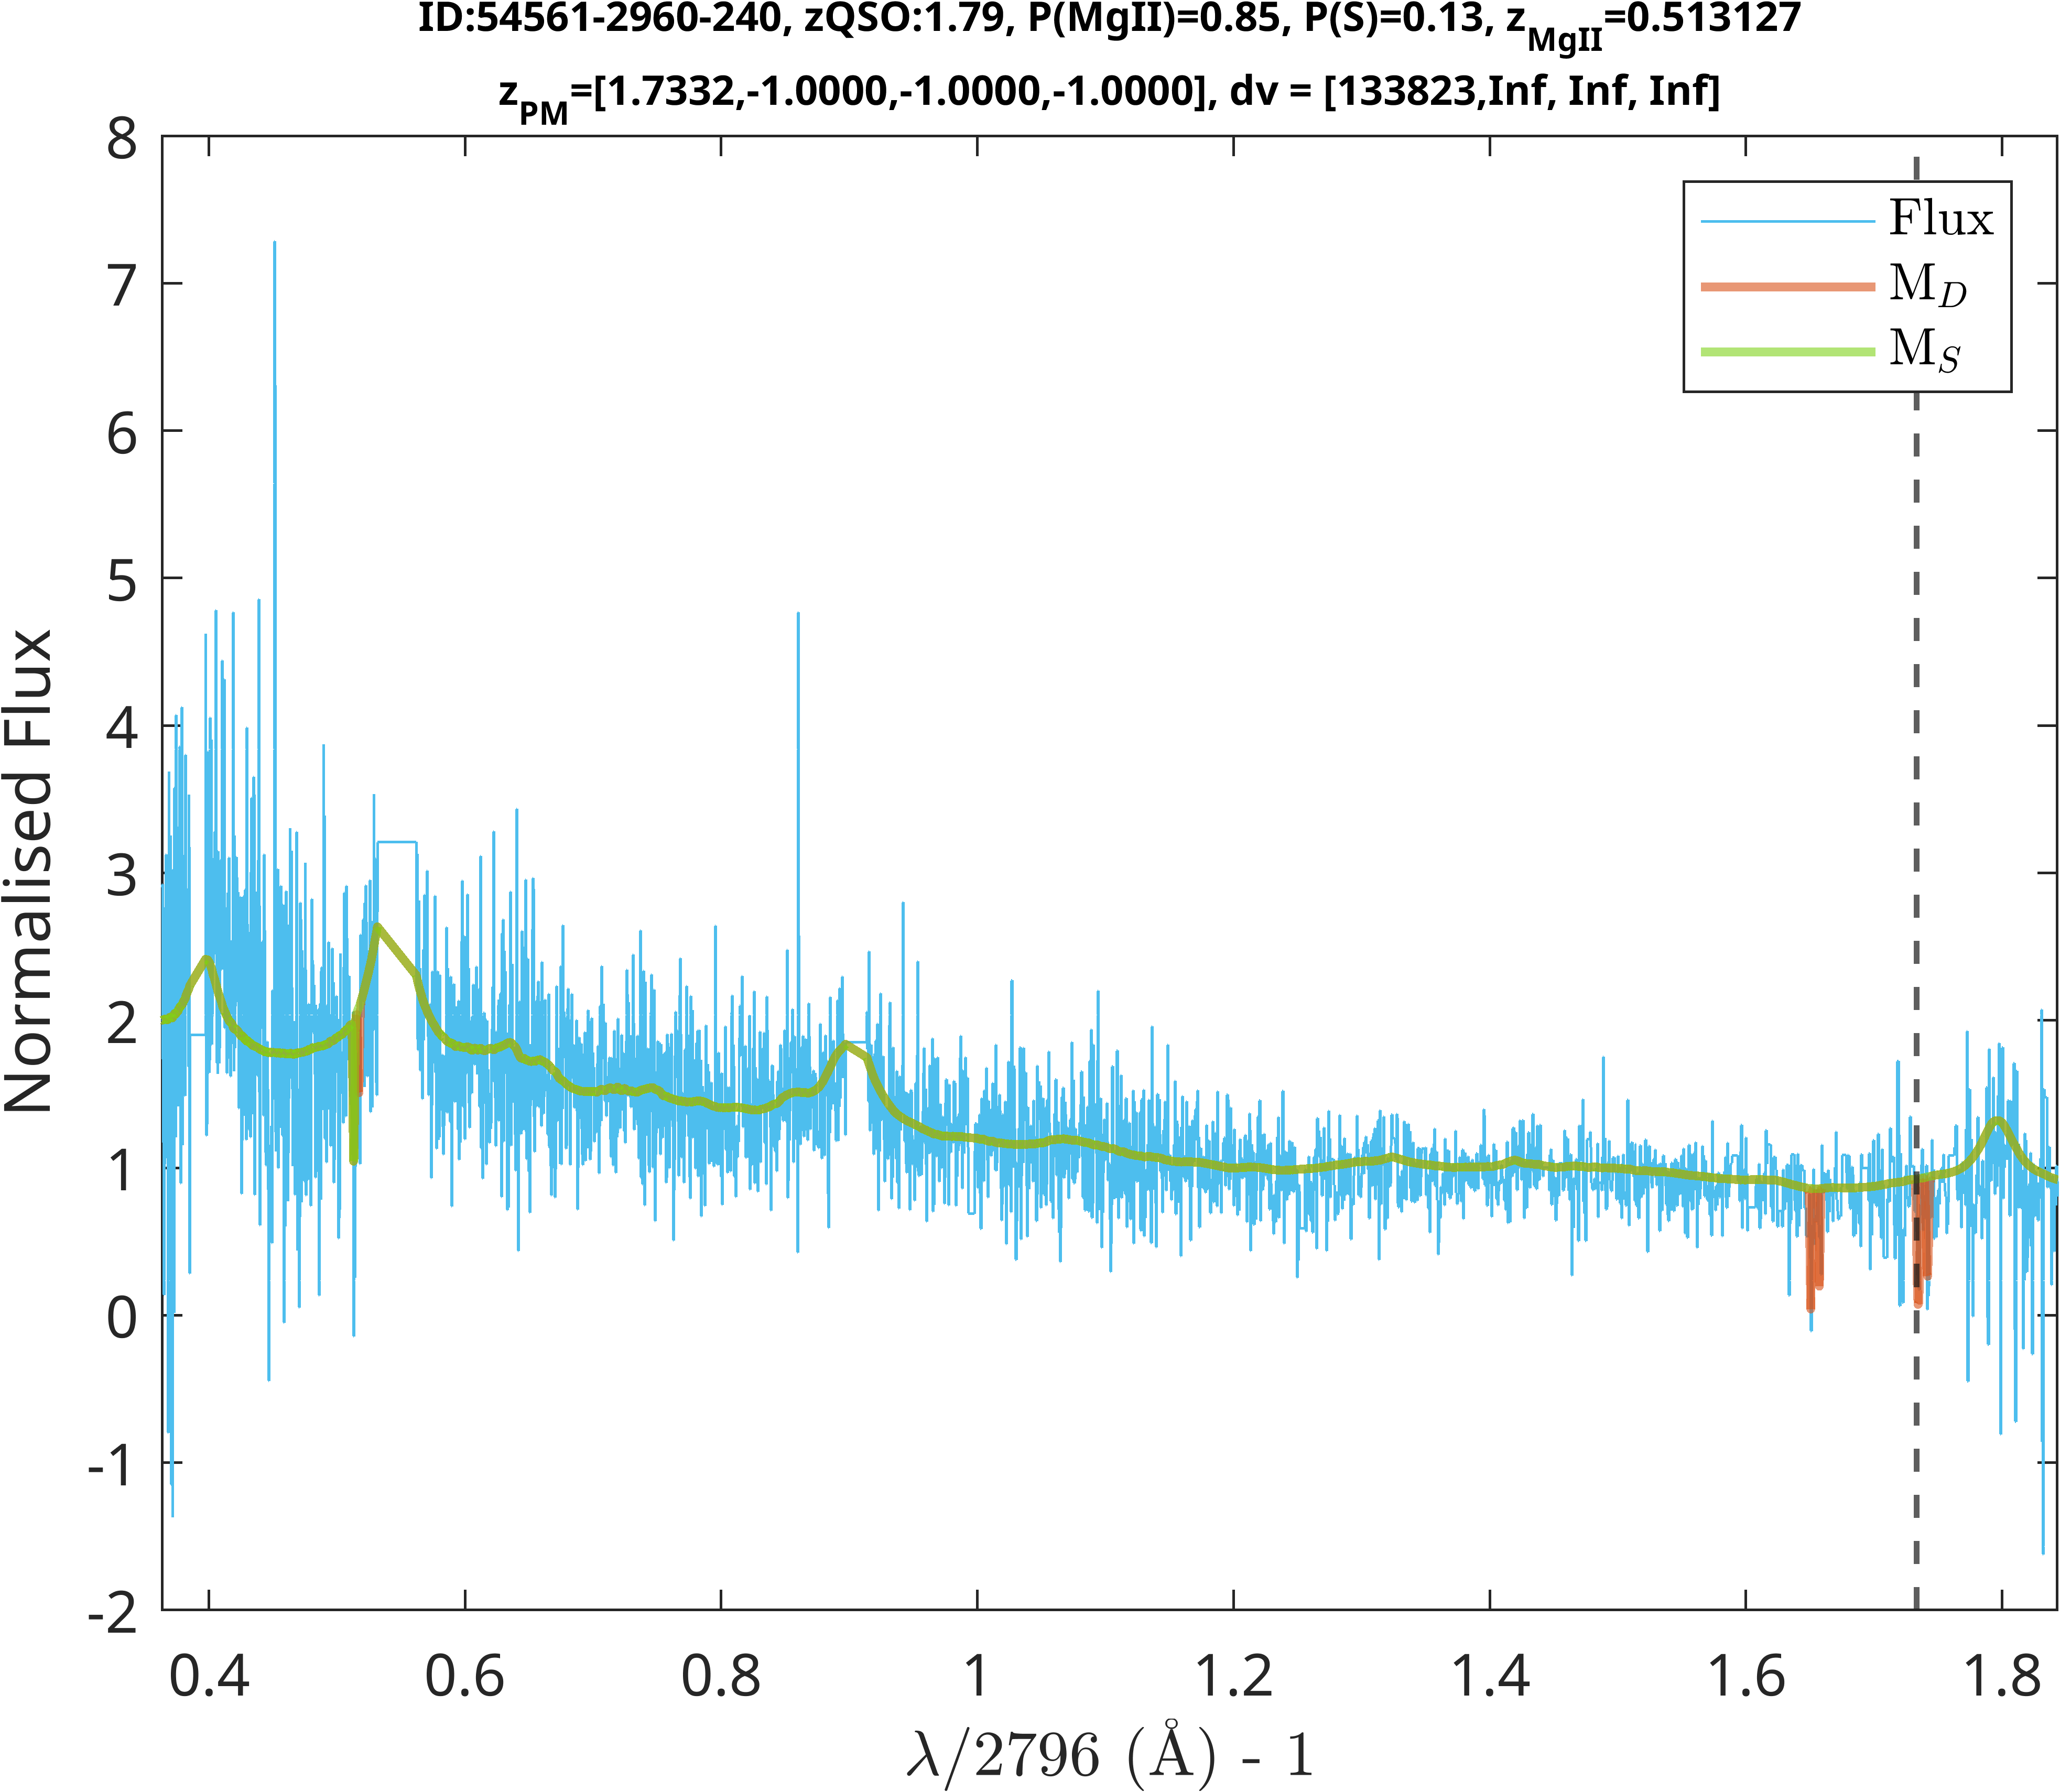 ID:54561-2960-240, zQSO:1.79, P(MgII)=0.85, P(S)=0.13, zMgII=0.513127
zPM=[1.7332,-1.0000,-1.0000,-1.0000], dv = [133823,Inf, Inf, Inf]
8
7
6
5
4
3
2
1
0
-1
-2
Normalised Flux
Flux
MD
MS
0.4 0.6 0.8 1 1.2 1.4 1.6 1.8
λ/2796 (Å) - 1